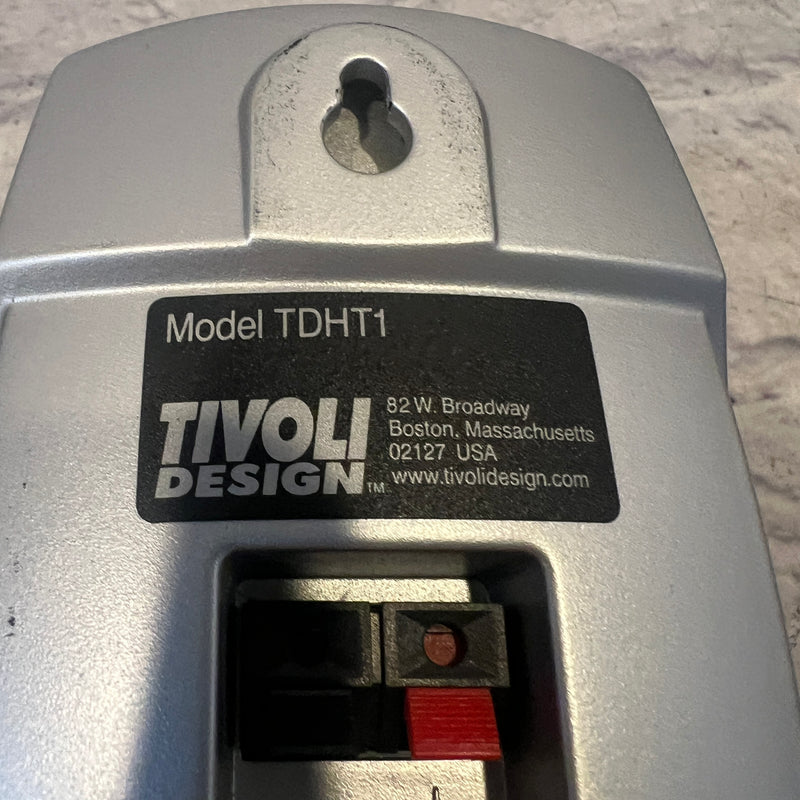 Model TDHT1
TIVOLI
DESIGN™
82 W. Broadway
Boston, Massachusetts
02127 USA
www.tivolidesign.com